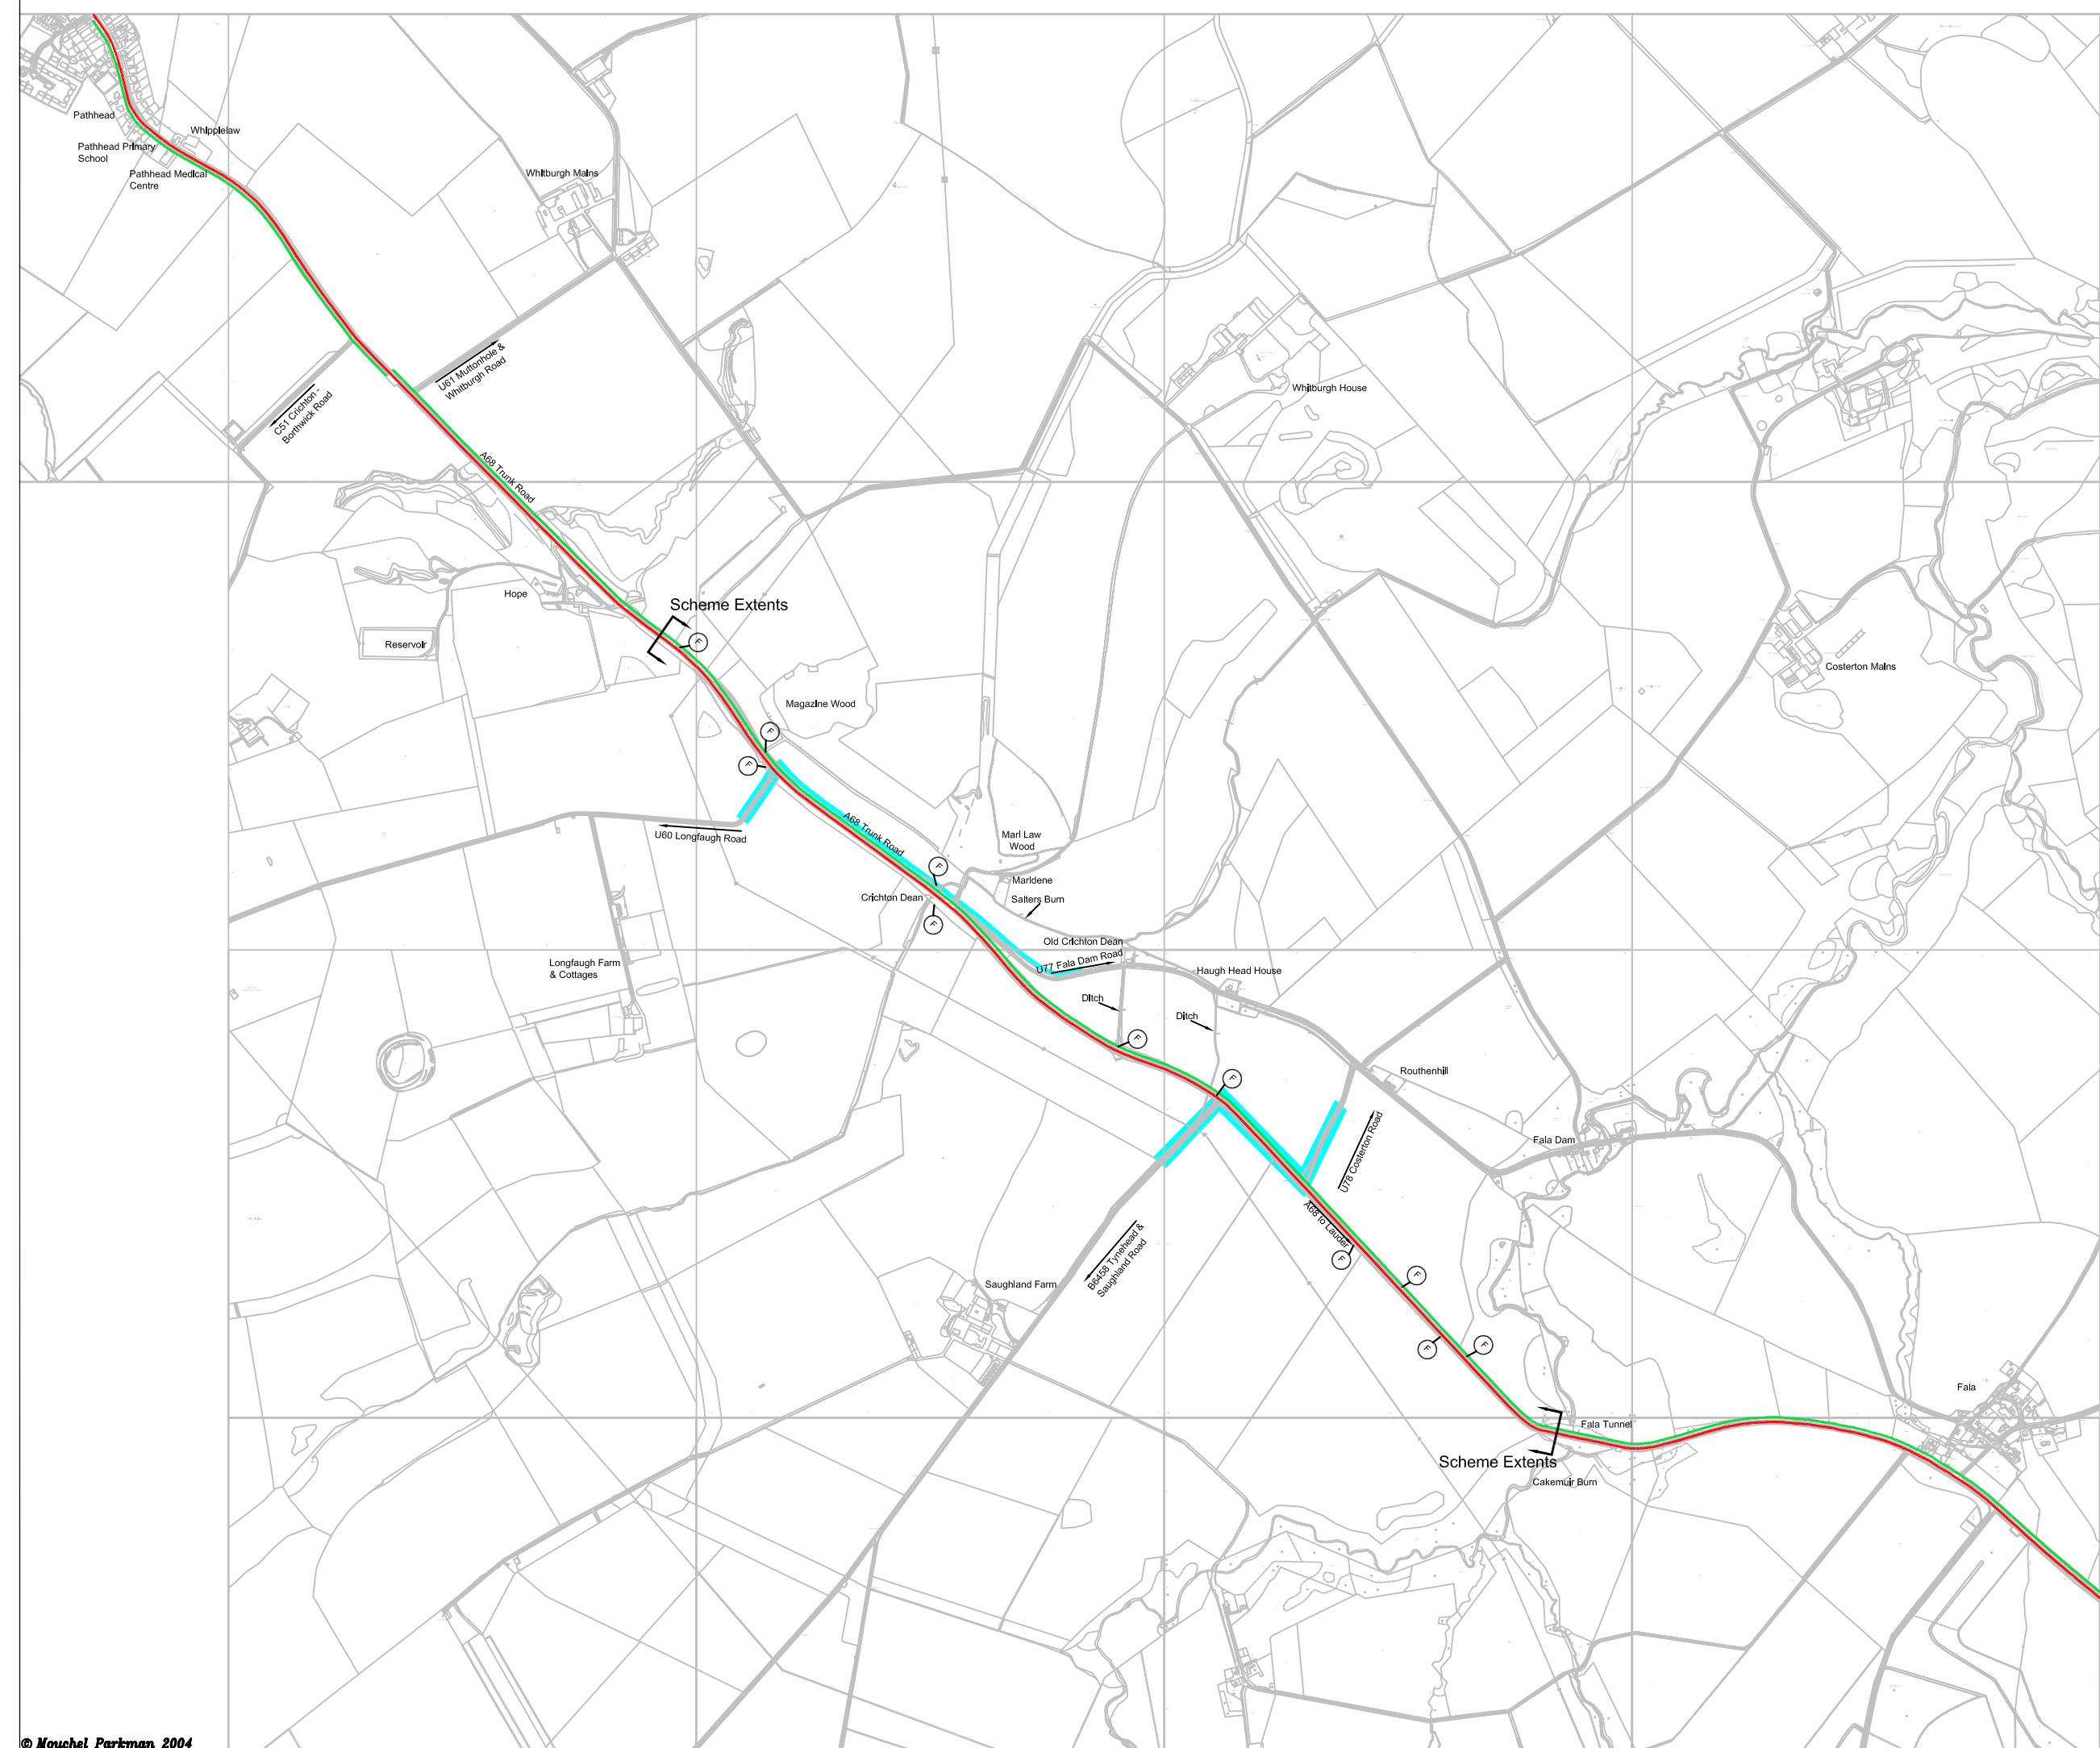 Pathhead
Whipplelaw
Pathhead Primary
School
Pathhead Medical
Centre
Whitburgh Mains
U61 Muttonhole &
Whitburgh Road
C51 Crichton -
Borthwick Road
Whitburgh House
A68 Trunk Road
Hope
Scheme Extents
F
Reservoir
Costerton Mains
Magazine Wood
F
F
A68 Trunk Road
U60 Longfaugh Road
Marl Law
Wood
F
Marldene
Crichton Dean
Salters Burn
F
Old Crichton Dean
U77 Fala Dam Road
Longfaugh Farm
& Cottages
Haugh Head House
Ditch
Ditch
F
F
Routhenhill
U78 Costerton Road
Fala Dam
A68 to Lauder
B6458 Tynehead &
Saughland Road
F
F
Saughland Farm
F
F
Fala
Fala Tunnel
Scheme Extents
Cakemuir Burn
© Mouchel Parkman 2004